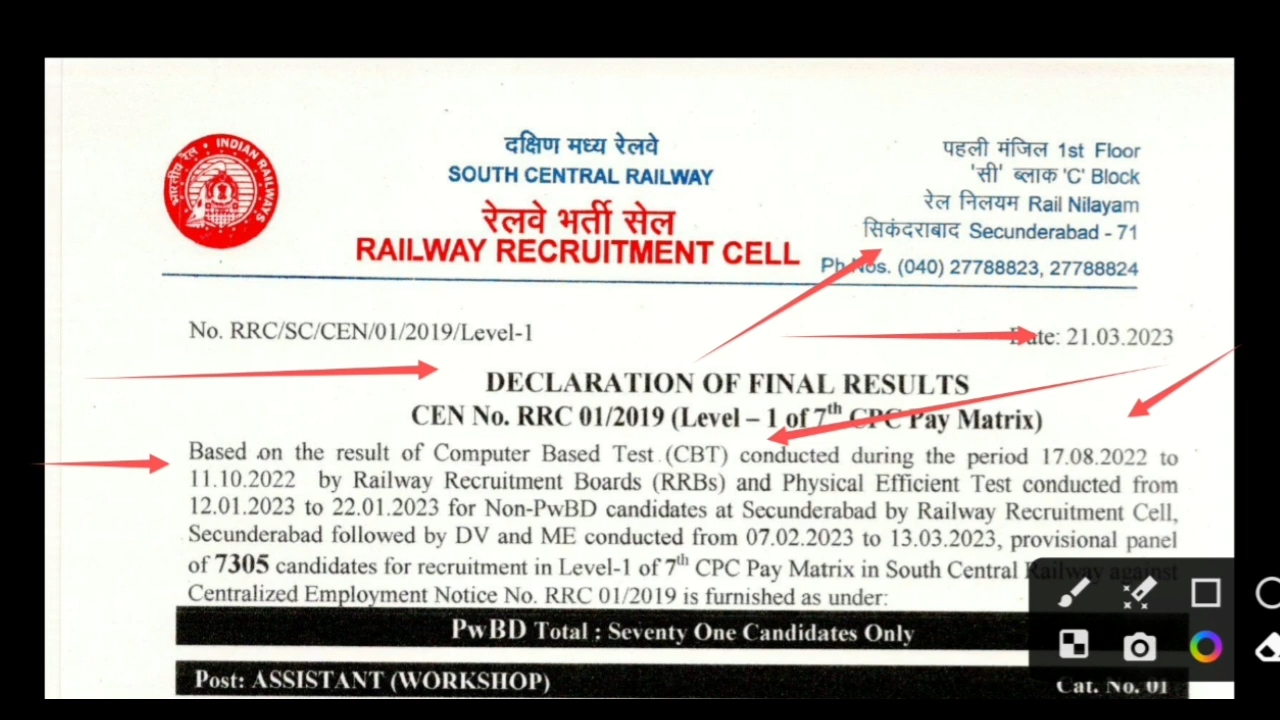 भारतीय रेल • INDIAN RAILWAYS
दक्षिण मध्य रेलवे
SOUTH CENTRAL RAILWAY
रेलवे भर्ती सेल
RAILWAY RECRUITMENT CELL
पहली मंजिल 1st Floor
'सी' ब्लाक 'C' Block
रेल निलयम Rail Nilayam
सिकंदराबाद Secunderabad - 71
Ph Nos. (040) 27788823, 27788824
No. RRC/SC/CEN/01/2019/Level-1
Date: 21.03.2023
DECLARATION OF FINAL RESULTS
CEN No. RRC 01/2019 (Level – 1 of 7th CPC Pay Matrix)
Based on the result of Computer Based Test (CBT) conducted during the period 17.08.2022 to
11.10.2022 by Railway Recruitment Boards (RRBs) and Physical Efficient Test conducted from
12.01.2023 to 22.01.2023 for Non-PwBD candidates at Secunderabad by Railway Recruitment Cell,
Secunderabad followed by DV and ME conducted from 07.02.2023 to 13.03.2023, provisional panel
of 7305 candidates for recruitment in Level-1 of 7th CPC Pay Matrix in South Central Railway against
Centralized Employment Notice No. RRC 01/2019 is furnished as under:
PwBD Total : Seventy One Candidates Only
Post: ASSISTANT (WORKSHOP)
Cat. No. 01